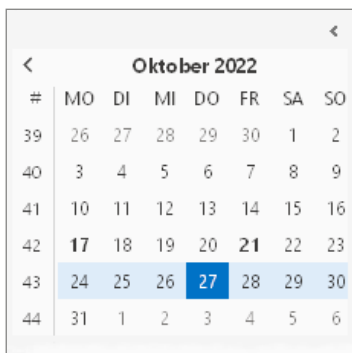 Oktober 2022
# MO DI MI DO FR SA SO
39 26 27 28 29 30 1 2
40 3 4 5 6 7 8 9
41 10 11 12 13 14 15 16
42 17 18 19 20 21 22 23
43 24 25 26 27 28 29 30
44 31 1 2 3 4 5 6